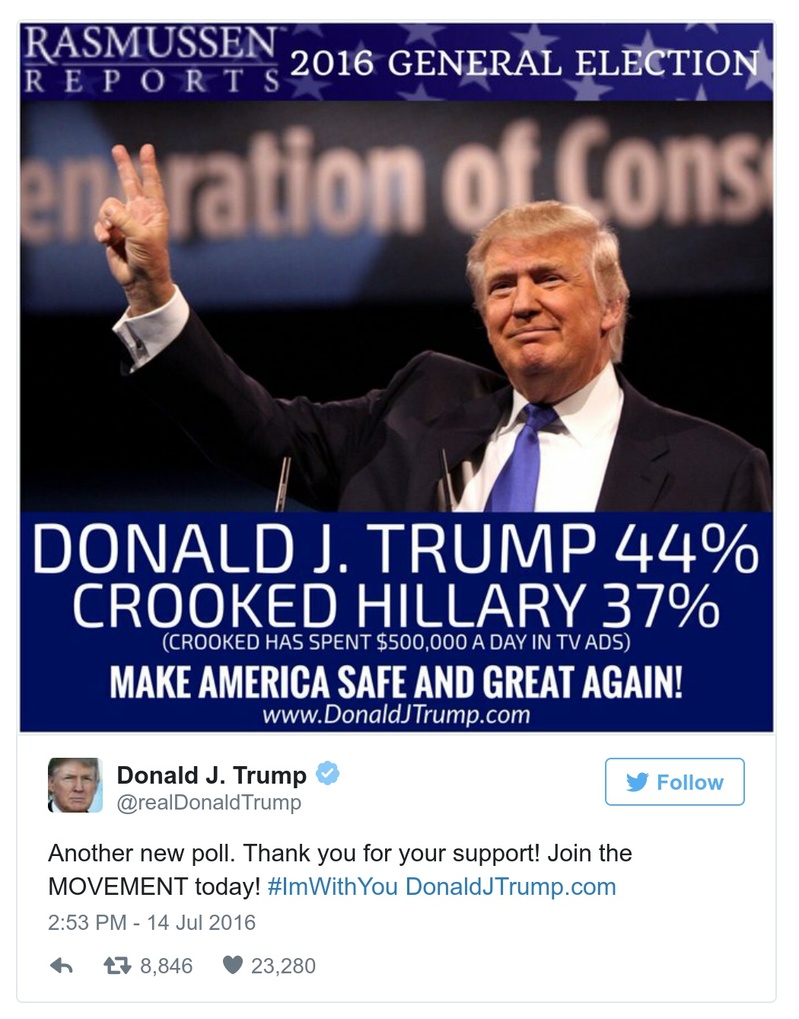 RASMUSSEN
REPORTS
2016 GENERAL ELECTION
en ration of Cons
DONALD J. TRUMP 44%
CROOKED HILLARY 37%
(CROOKED HAS SPENT $500,000 A DAY IN TV ADS)
MAKE AMERICA SAFE AND GREAT AGAIN!
www.DonaldJTrump.com
Donald J. Trump
@realDonaldTrump
Follow
Another new poll. Thank you for your support! Join the
MOVEMENT today! #ImWithYou DonaldJTrump.com
2:53 PM - 14 Jul 2016
8,846 23,280